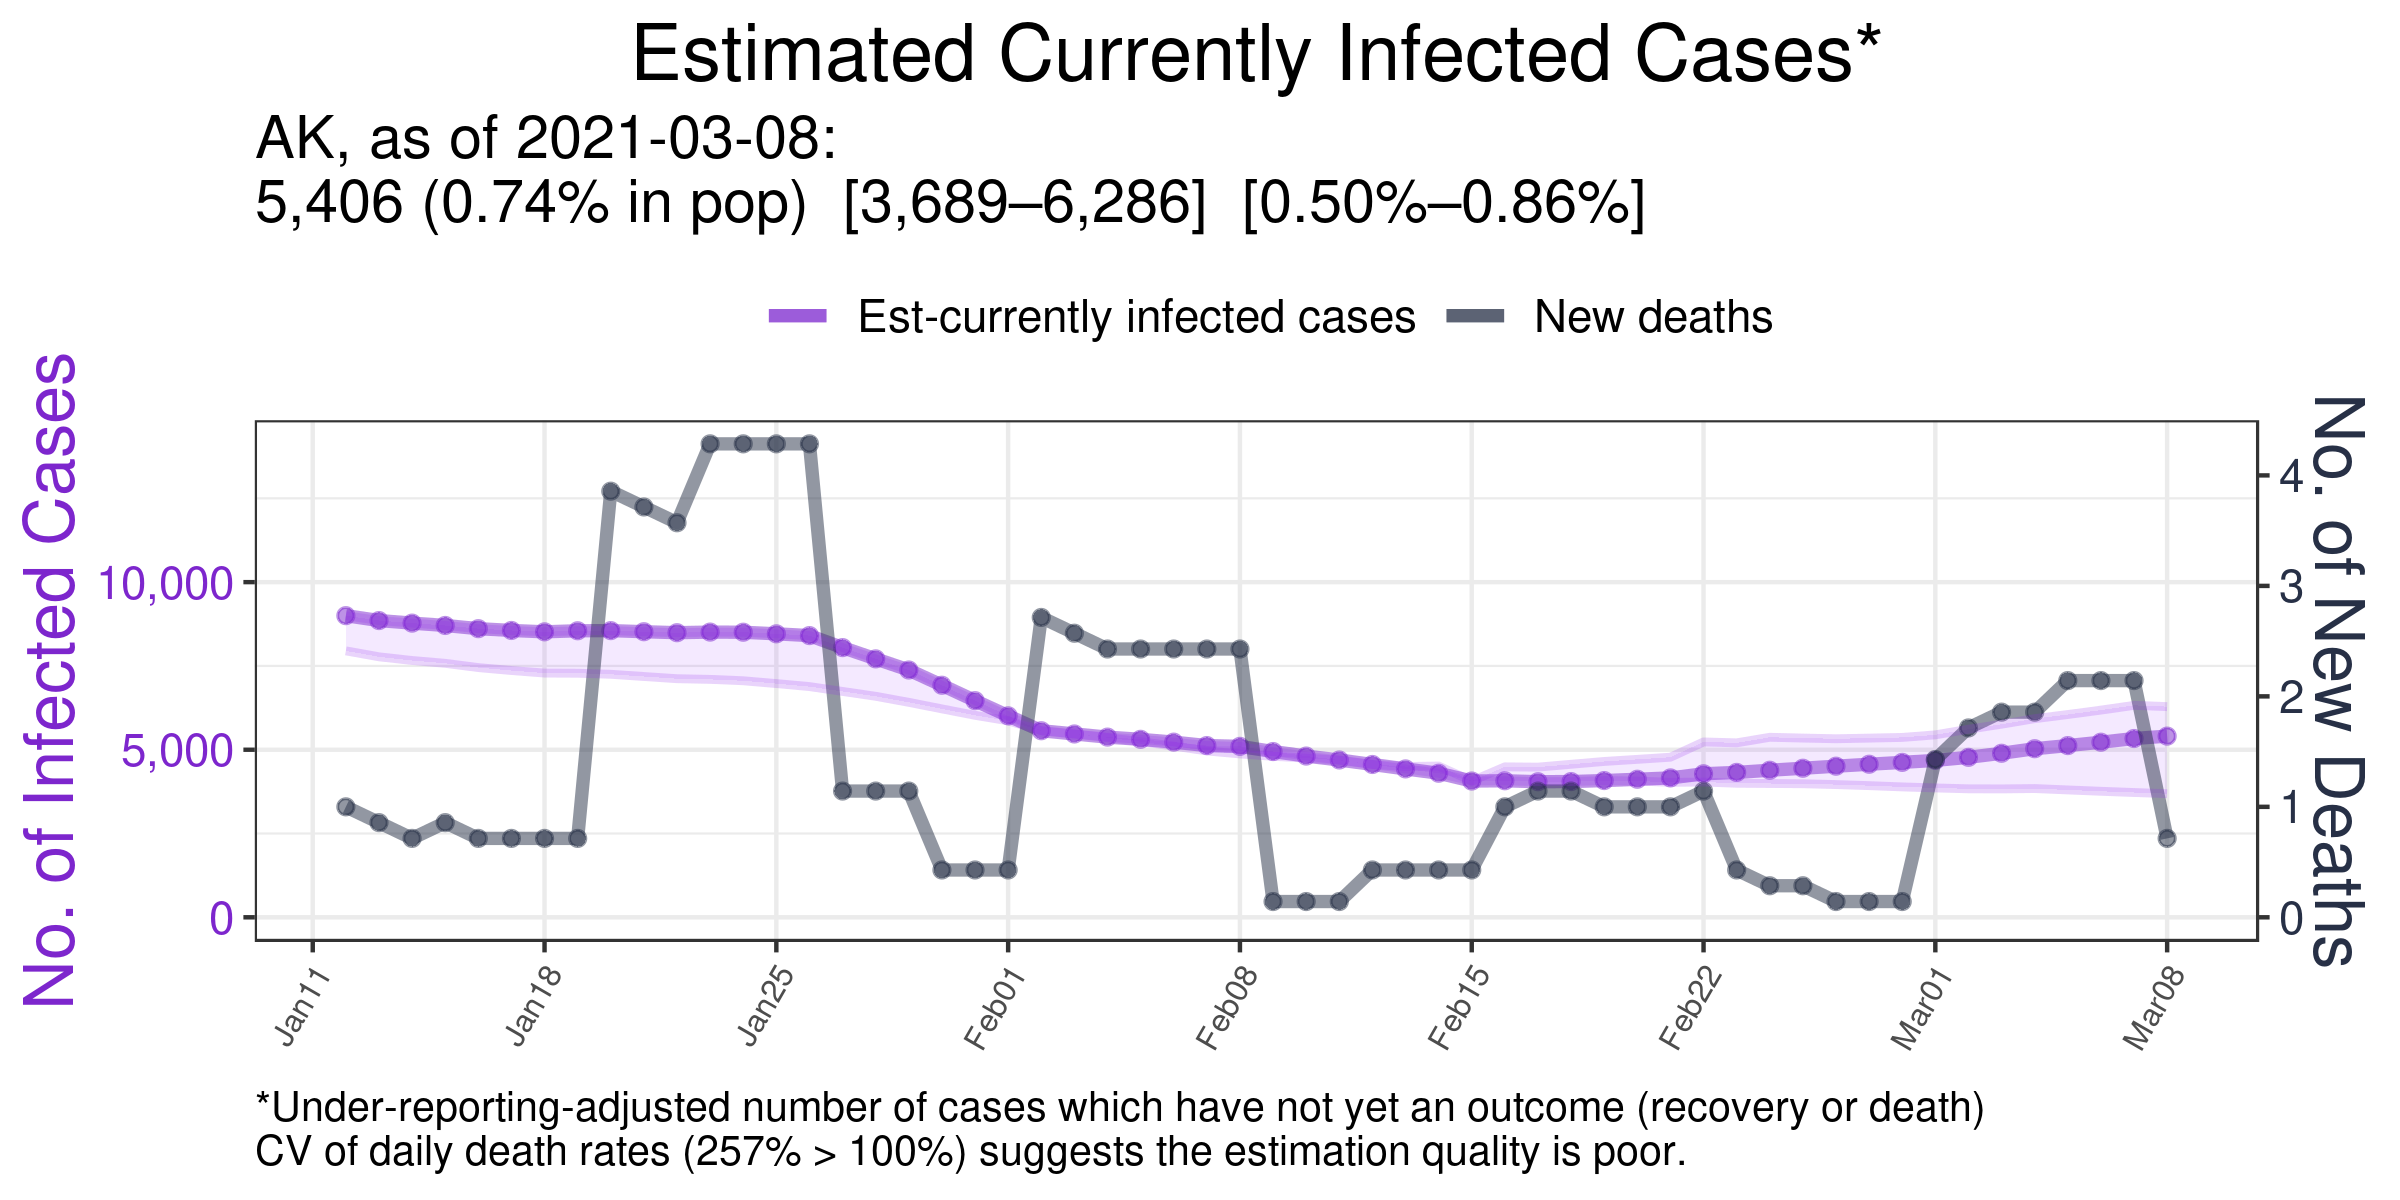 Estimated Currently Infected Cases*
AK, as of 2021-03-08:
5,406 (0.74% in pop)  [3,689–6,286]  [0.50%–0.86%]
Est-currently infected cases
New deaths
No. of Infected Cases
10,000
5,000
0
No. of New Deaths
4
3
2
1
0
Jan11
Jan18
Jan25
Feb01
Feb08
Feb15
Feb22
Mar01
Mar08
*Under-reporting-adjusted number of cases which have not yet an outcome (recovery or death)
CV of daily death rates (257% > 100%) suggests the estimation quality is poor.